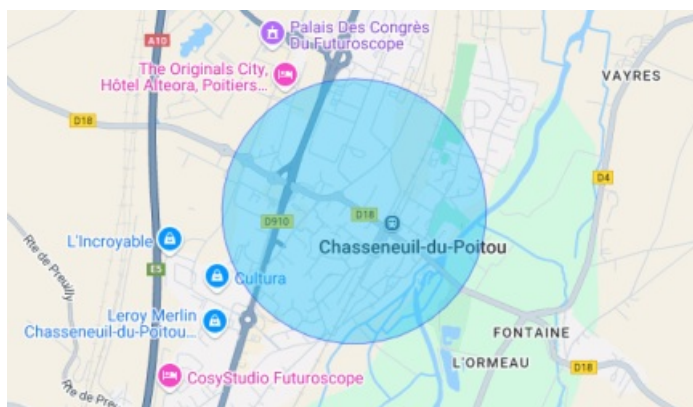 Palais Des Congrès
Du Futuroscope
A10
The Originals City,
Hôtel Alteora, Poitiers...
VAYRES
D18
D4
D910
D18
L'Incroyable
Chasseneuil-du-Poitou
Rte de Preuilly
E5
Cultura
Leroy Merlin
Chasseneuil-du-Poitou...
FONTAINE
L'ORMEAU
D18
CosyStudio Futuroscope
Rte de Pre